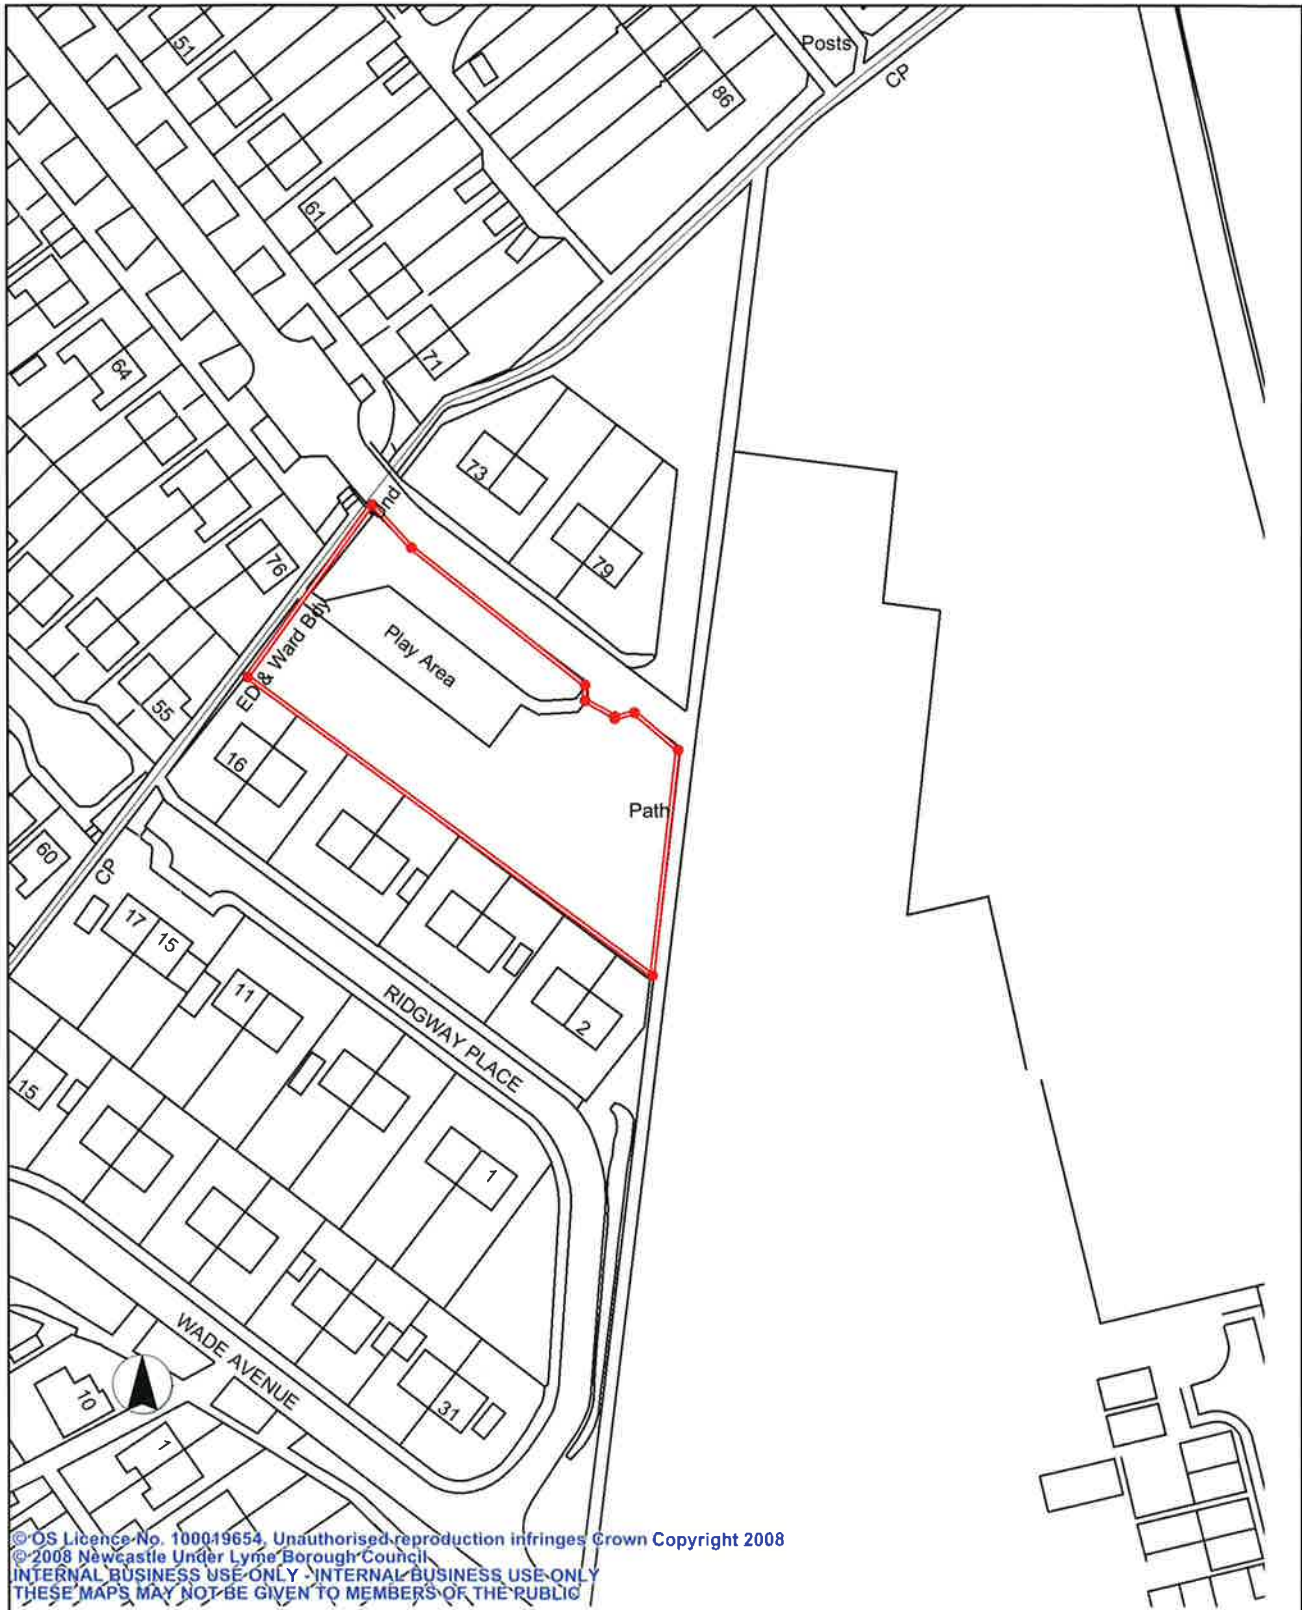 51
Posts
CP
86
61
71
64
73
Und
79
76
Play Area
ED & Ward Bdy
55
16
Path
60
CP
17
15
11
RIDGWAY PLACE
2
15
1
WADE AVENUE
10
31
1
© OS Licence No. 100019654, Unauthorised reproduction infringes Crown Copyright 2008
© 2008 Newcastle Under Lyme Borough Council
INTERNAL BUSINESS USE ONLY - INTERNAL BUSINESS USE ONLY
THESE MAPS MAY NOT BE GIVEN TO MEMBERS OF THE PUBLIC